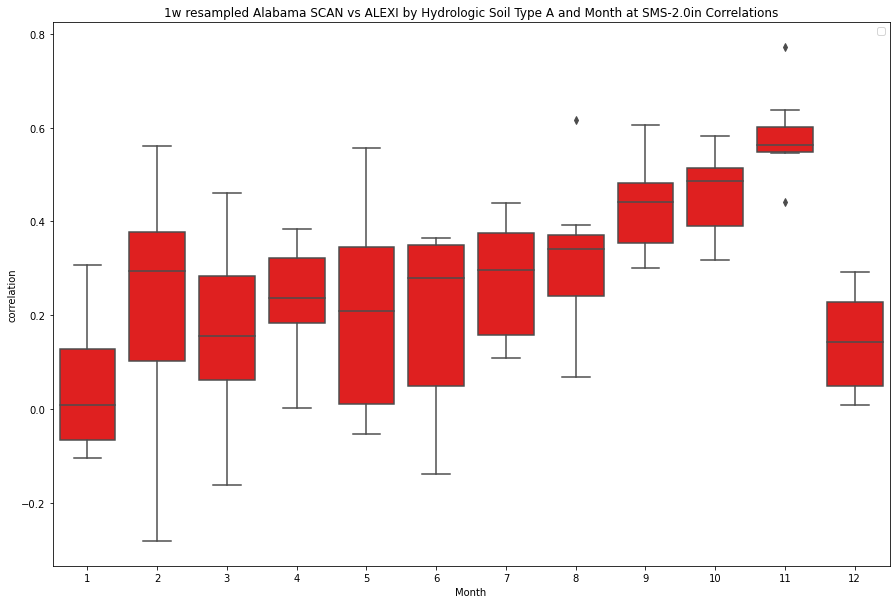 1w resampled Alabama SCAN vs ALEXI by Hydrologic Soil Type A and Month at SMS-2.0in Correlations
0.8
0.6
0.4
0.2
0.0
−0.2
correlation
1 2 3 4 5 6 7 8 9 10 11 12
Month